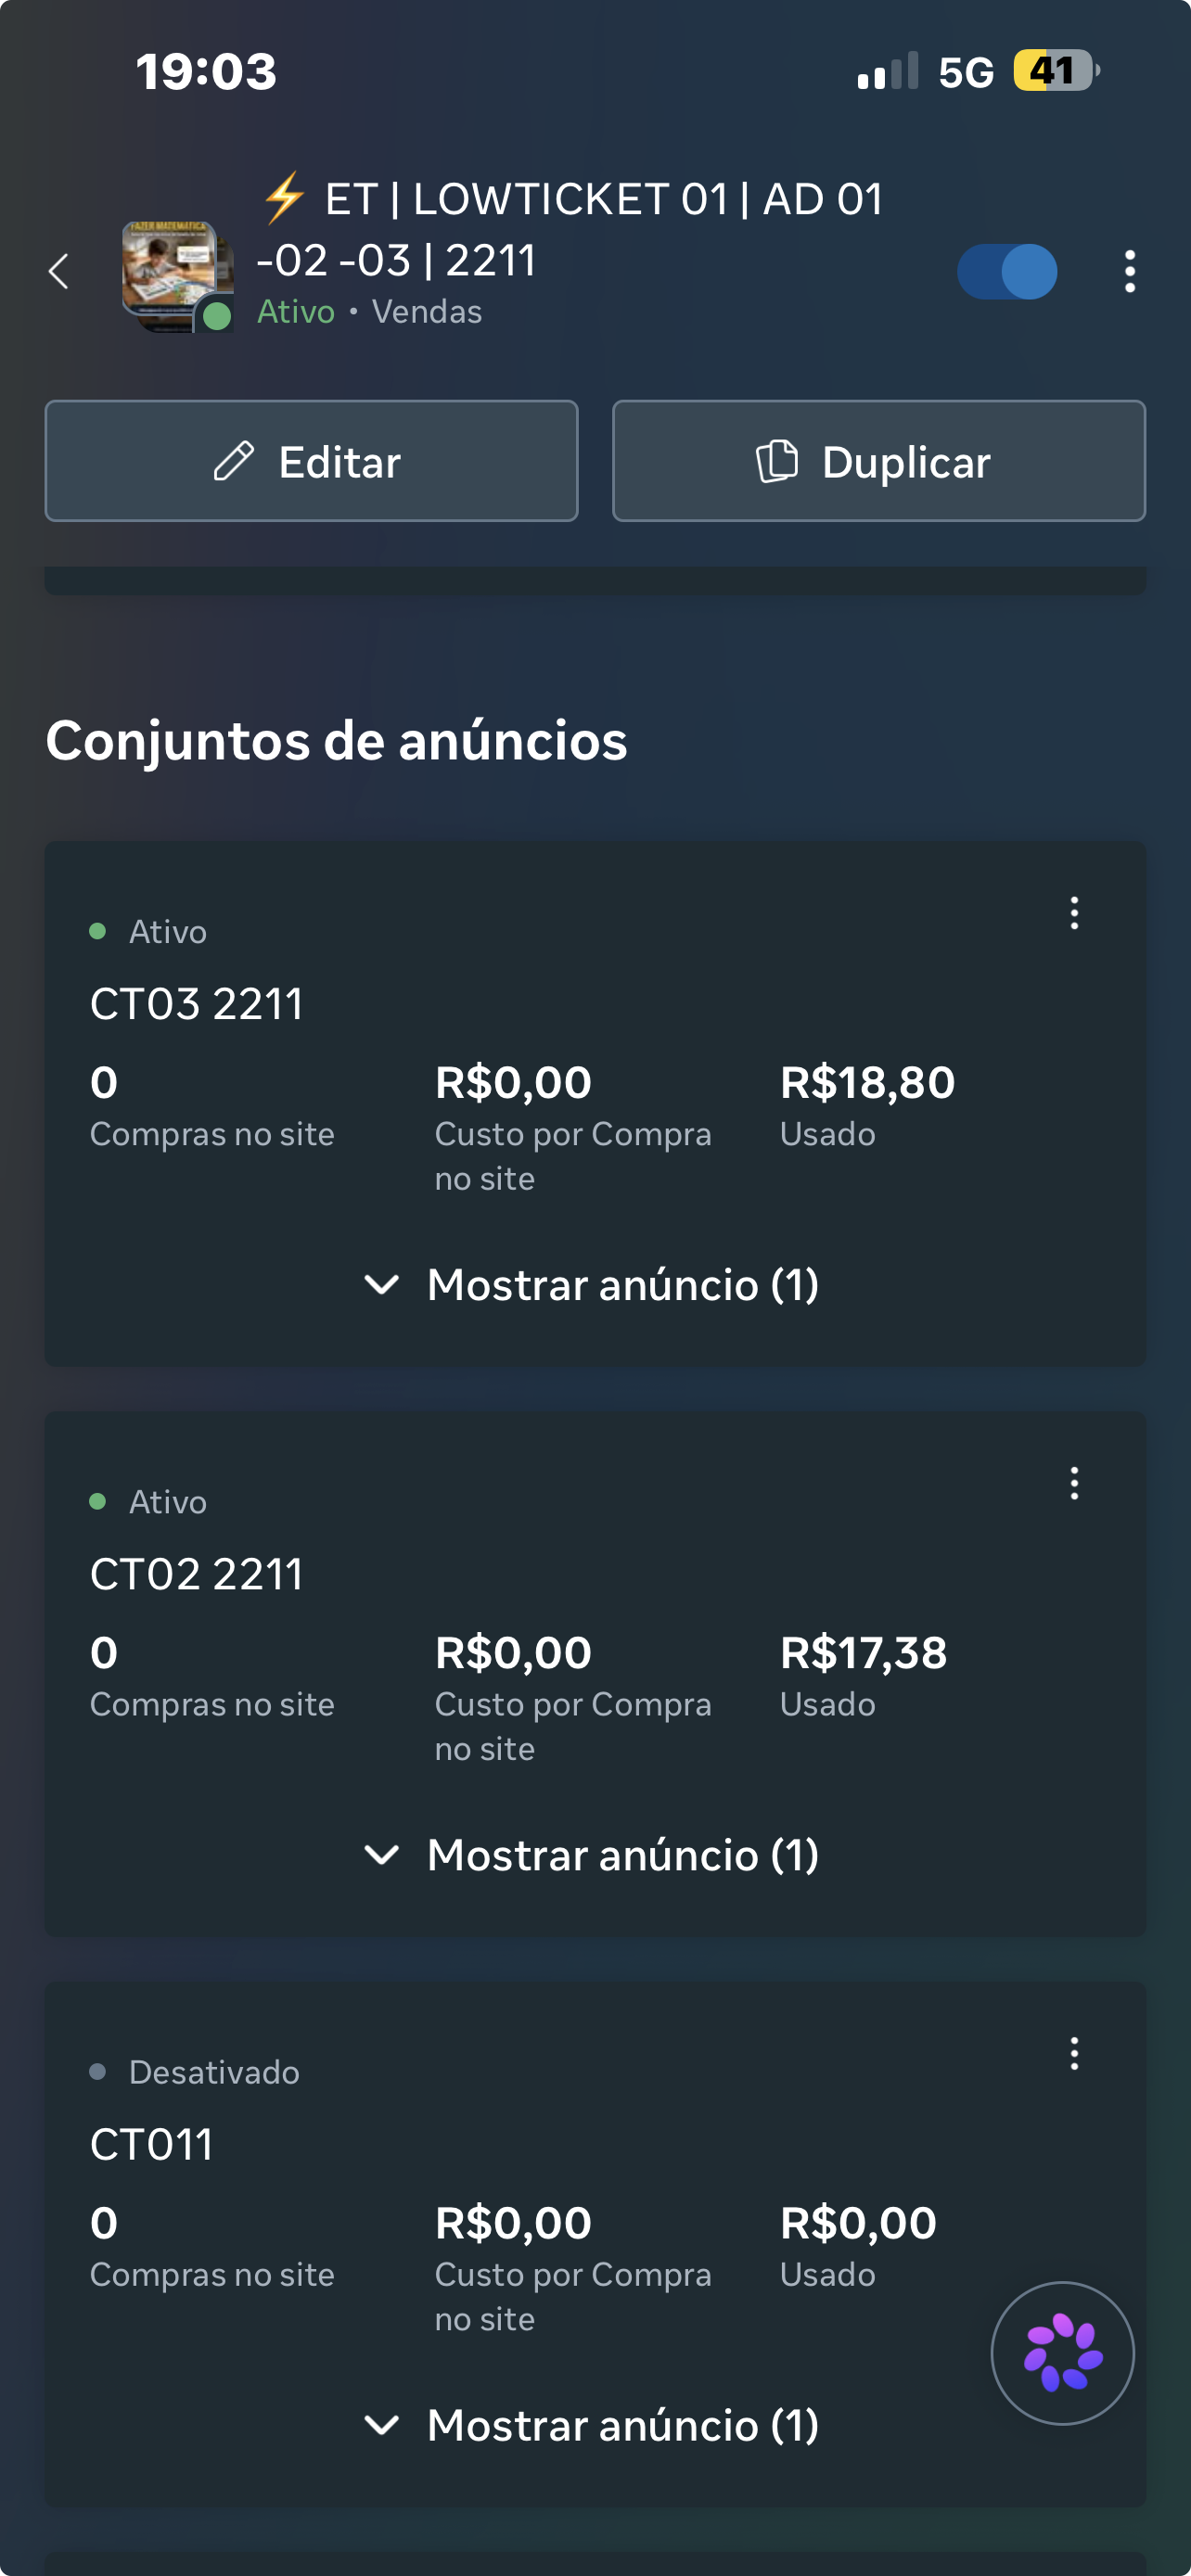 19:03
5G
41
⚡ ET | LOWTICKET 01 | AD 01
-02 -03 | 2211
Ativo • Vendas
FAZER MATEMÁTICA
Editar
Duplicar
Conjuntos de anúncios
Ativo
CT03 2211
0
R$0,00
R$18,80
Compras no site
Custo por Compra
no site
Usado
Mostrar anúncio (1)
Ativo
CT02 2211
0
R$0,00
R$17,38
Compras no site
Custo por Compra
no site
Usado
Mostrar anúncio (1)
Desativado
CT011
0
R$0,00
R$0,00
Compras no site
Custo por Compra
no site
Usado
Mostrar anúncio (1)